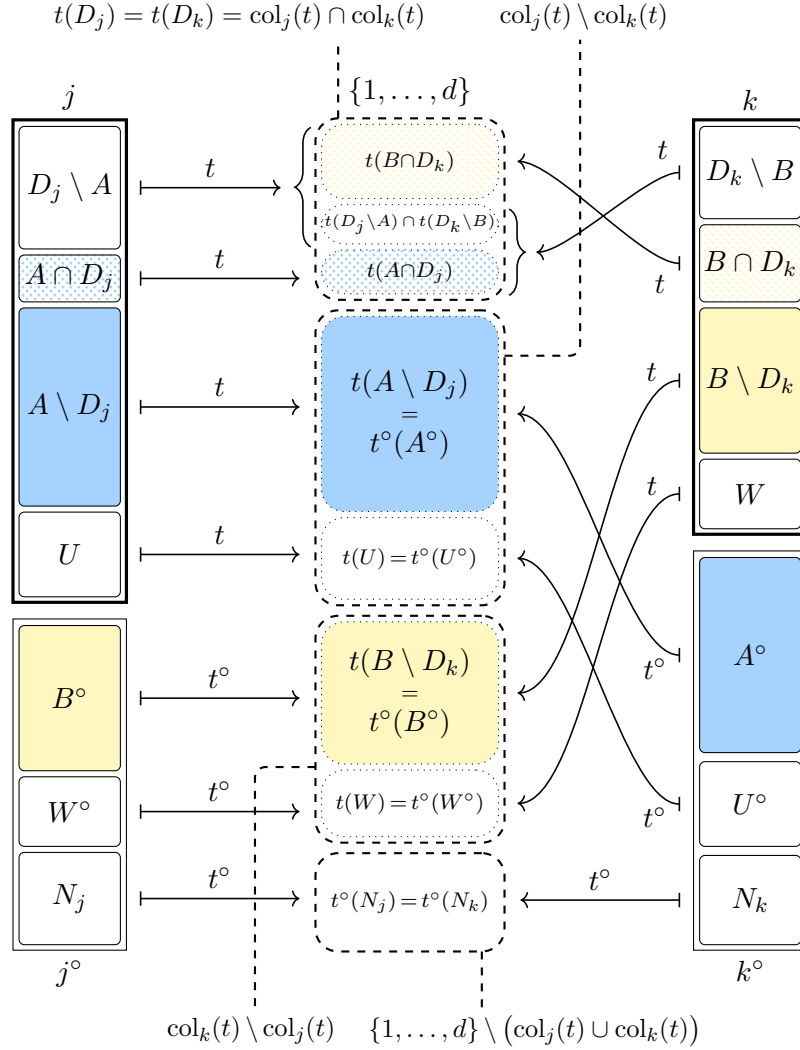 t(D_j) = t(D_k) = col_j(t) ∩ col_k(t)
col_j(t) \ col_k(t)
{1, . . . , d}
j
k
D_j \ A
t
t(B∩D_k)
t
D_k \ B
t(D_j\A) ∩ t(D_k\B)
A ∩ D_j
t
t(A∩D_j)
t
B ∩ D_k
A \ D_j
t
t(A \ D_j)
=
t°(A°)
t
B \ D_k
t
W
U
t
t(U) = t°(U°)
B°
t°
t(B \ D_k)
=
t°(B°)
t°
A°
W°
t°
t(W) = t°(W°)
t°
U°
N_j
t°
t°(N_j) = t°(N_k)
t°
N_k
j°
k°
col_k(t) \ col_j(t)
{1, . . . , d} \ (col_j(t) ∪ col_k(t))